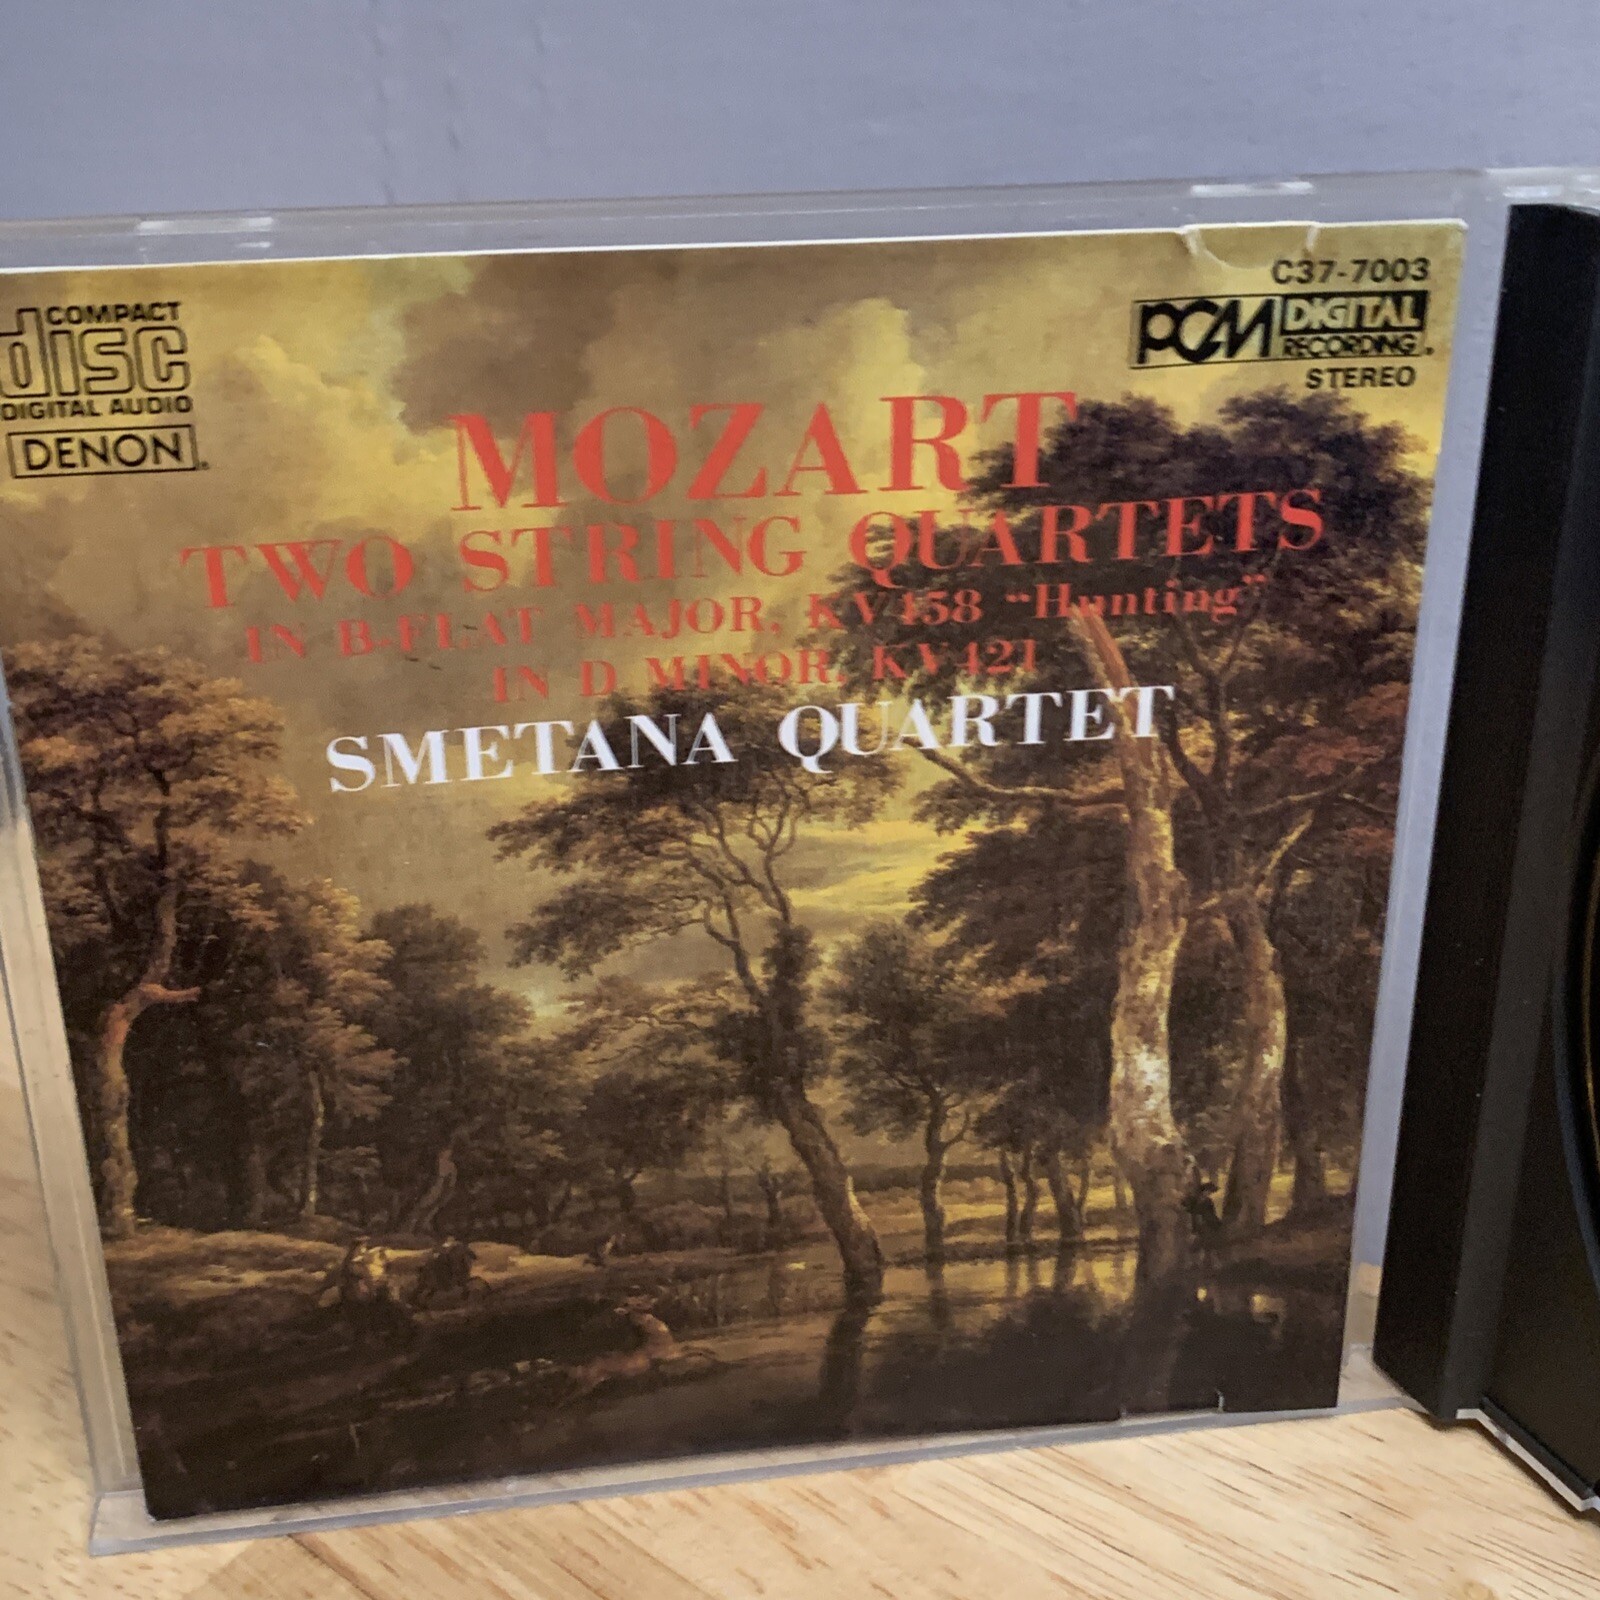 COMPACT
disc
DIGITAL AUDIO
DENON
C37-7003
PCM DIGITAL
RECORDING
STEREO
MOZART
TWO STRING QUARTETS
IN B-FLAT MAJOR, KV458 “Hunting”
IN D MINOR, KV421
SMETANA QUARTET